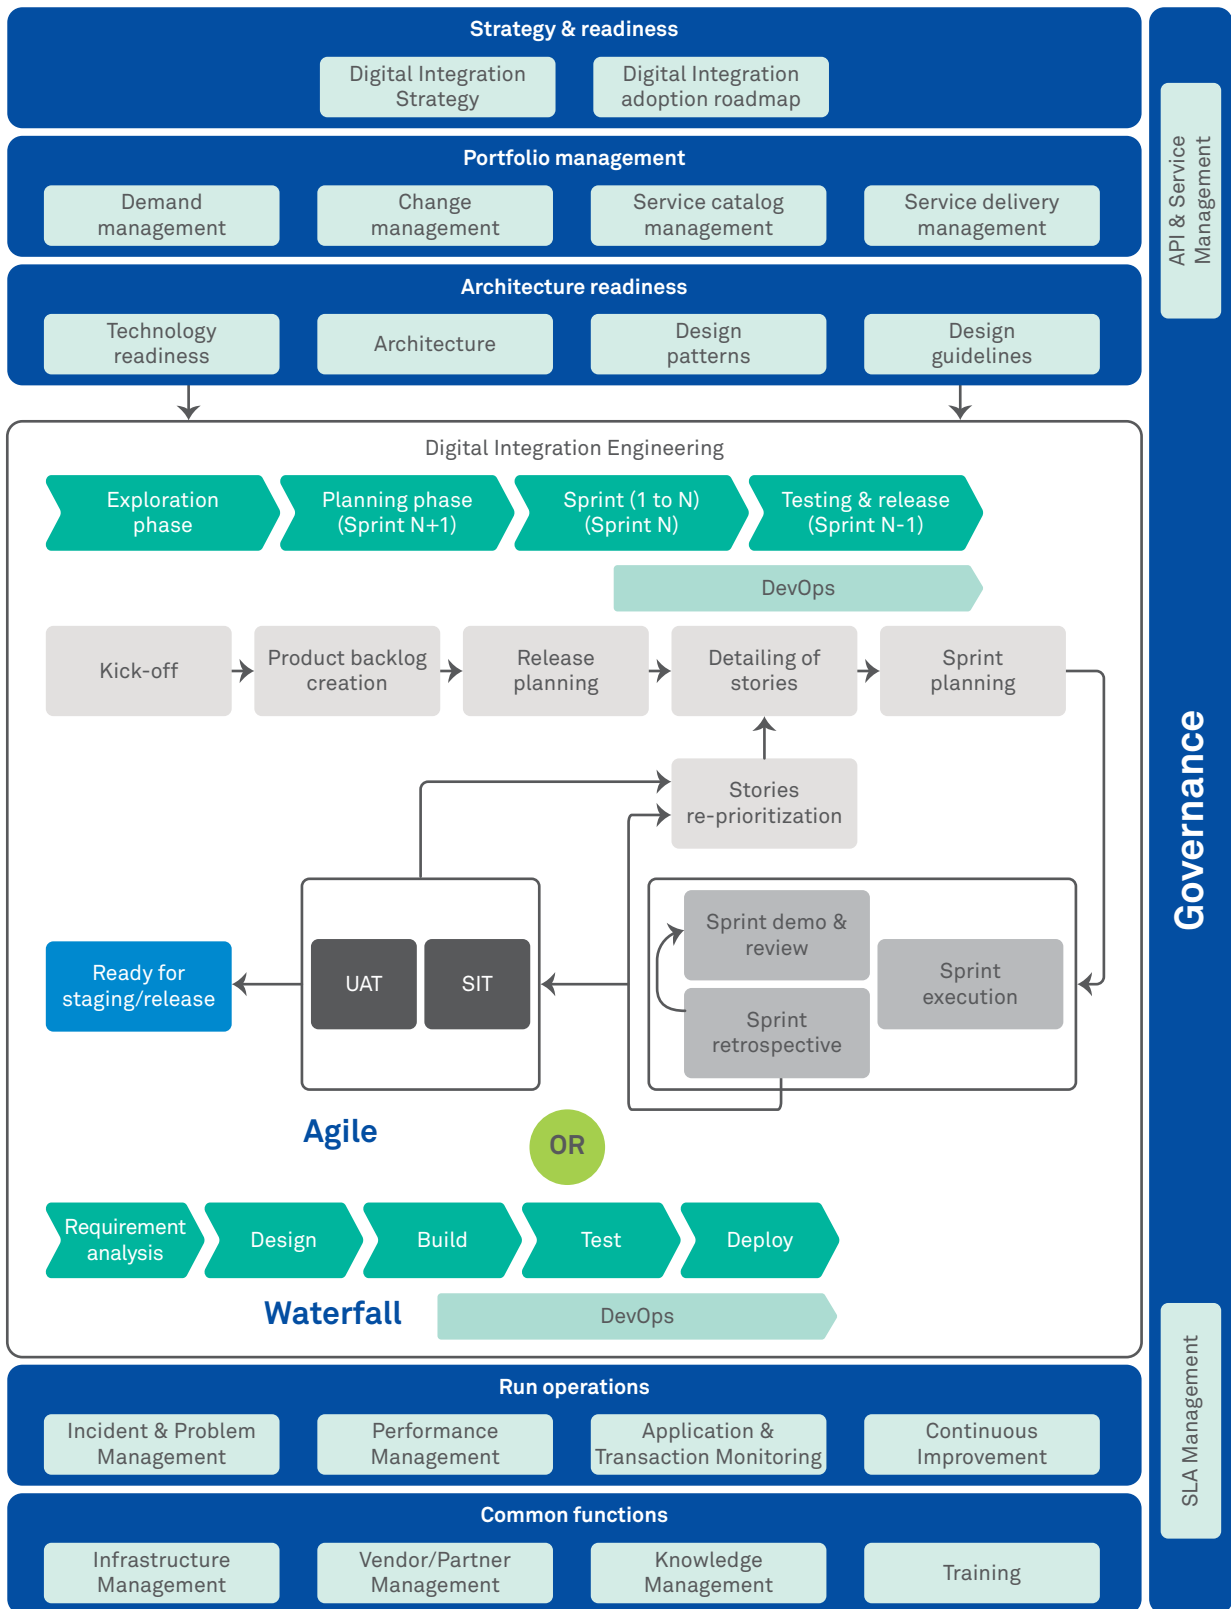 Strategy & readiness
Digital Integration
Strategy
Digital Integration
adoption roadmap
Portfolio management
Demand
management
Change
management
Service catalog
management
Service delivery
management
Architecture readiness
Technology
readiness
Architecture
Design
patterns
Design
guidelines
API & Service
Management
Governance
SLA Management
Digital Integration Engineering
Exploration
phase
Planning phase
(Sprint N+1)
Sprint (1 to N)
(Sprint N)
Testing & release
(Sprint N-1)
DevOps
Kick-off
Product backlog
creation
Release
planning
Detailing of
stories
Sprint
planning
Stories
re-prioritization
Sprint demo &
review
Sprint
execution
Sprint
retrospective
UAT
SIT
Ready for
staging/release
Agile
OR
Requirement
analysis
Design
Build
Test
Deploy
Waterfall
DevOps
Run operations
Incident & Problem
Management
Performance
Management
Application &
Transaction Monitoring
Continuous
Improvement
Common functions
Infrastructure
Management
Vendor/Partner
Management
Knowledge
Management
Training